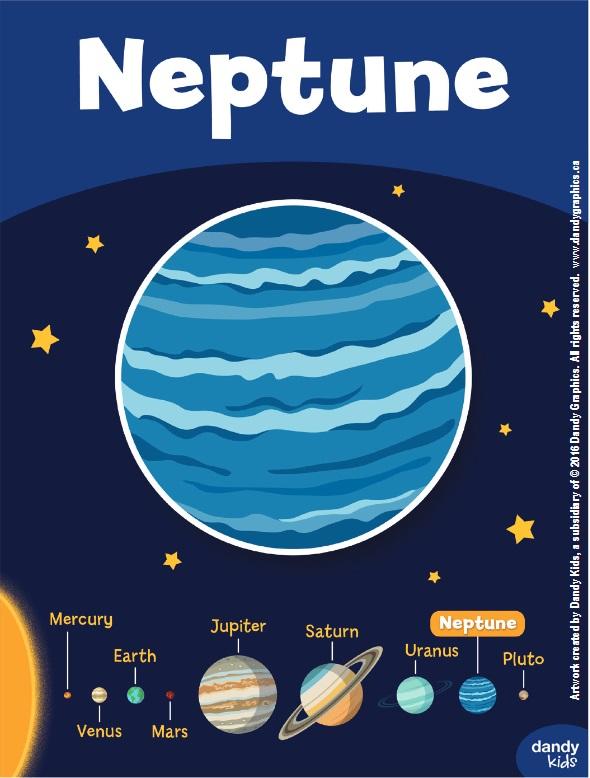 Neptune
Artwork created by Dandy Kids, a subsidiary of © 2016 Dandy Graphics. All rights reserved. www.dandygraphics.ca
Mercury
Venus
Earth
Mars
Jupiter
Saturn
Uranus
Neptune
Pluto
dandy
kids